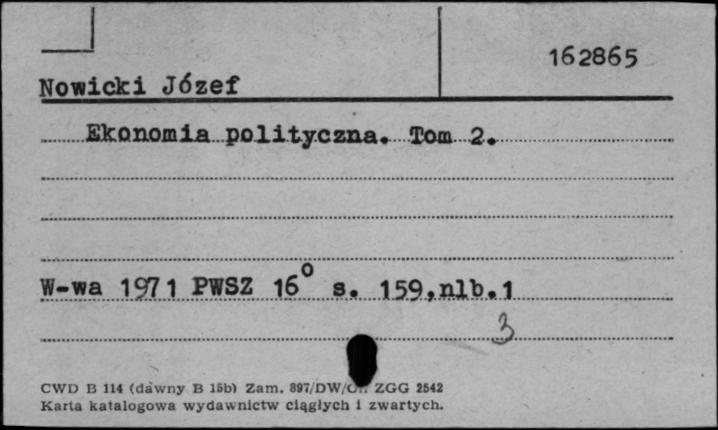 162865
Nowicki Józef
Ekonomia polityczna. Tom 2.
W-wa 1971 PWSZ 16° s. 159,nlb.1
3
CWD B 114 (dawny B 15b) Zam. 897/DW/ ZGG 2542
Karta katalogowa wydawnictw ciągłych i zwartych.